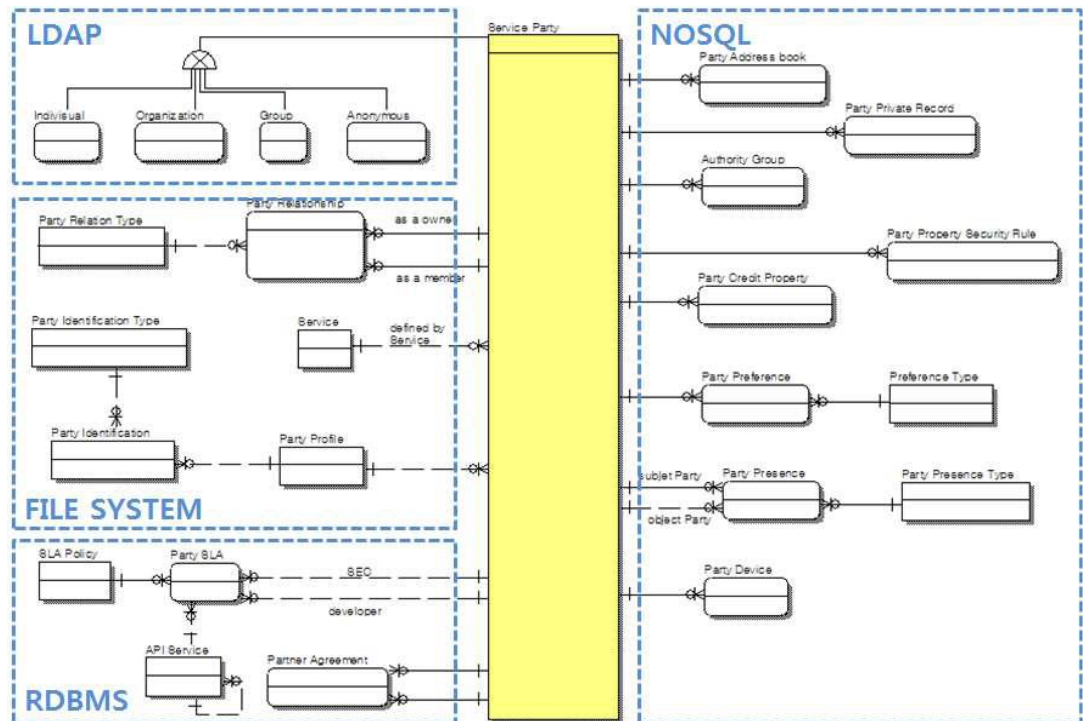 LDAP
Service Party
NOSQL
Indivisual
Organization
Group
Anonymous
Party Relation Type
Party Relationship
as a owner
as a member
Party Identification Type
Service
defined by
Service
Party Identification
Party Profile
FILE SYSTEM
SLA Policy
Party SLA
SEC
developer
API Service
Partner Agreement
RDBMS
Party Address book
Party Private Record
Authority Group
Party Property Security Rule
Party Credit Property
Party Preference
Preference Type
subjet Party
Party Presence
Party Presence Type
object Party
Party Device